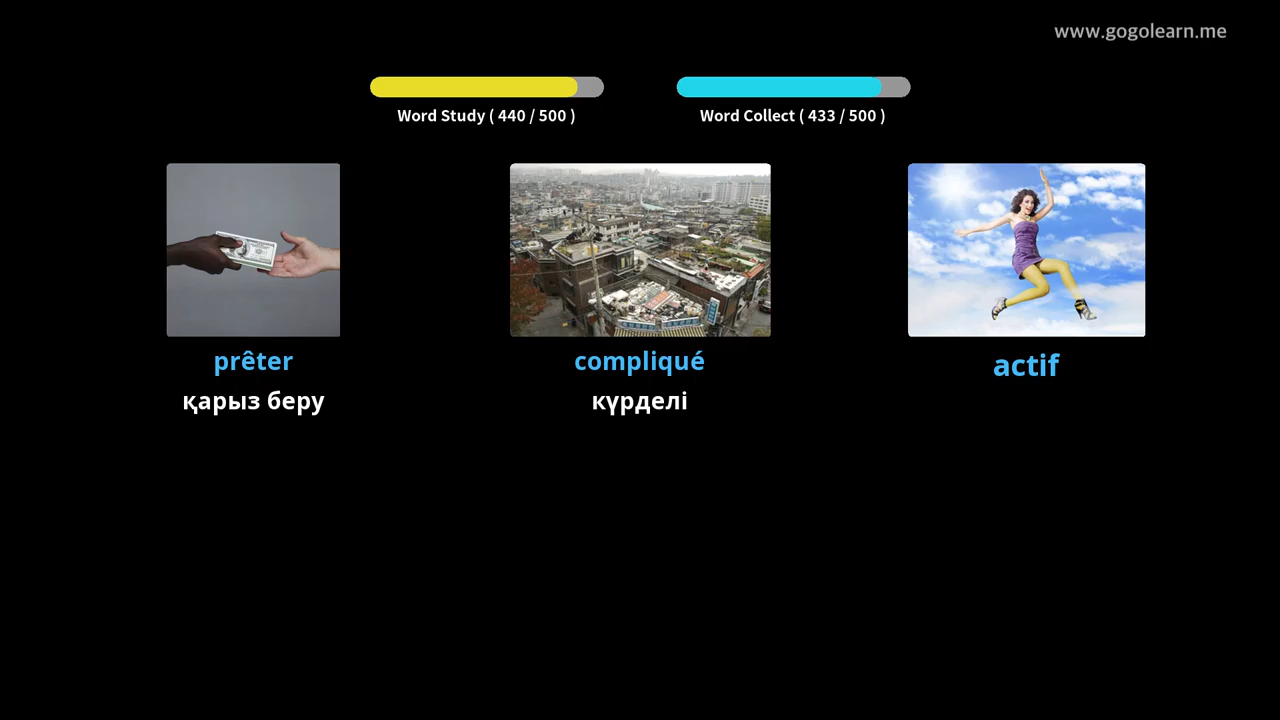 www.gogolearn.me
Word Study ( 440 / 500 )
Word Collect ( 433 / 500 )
prêter
compliqué
actif
қарыз беру
күрделі